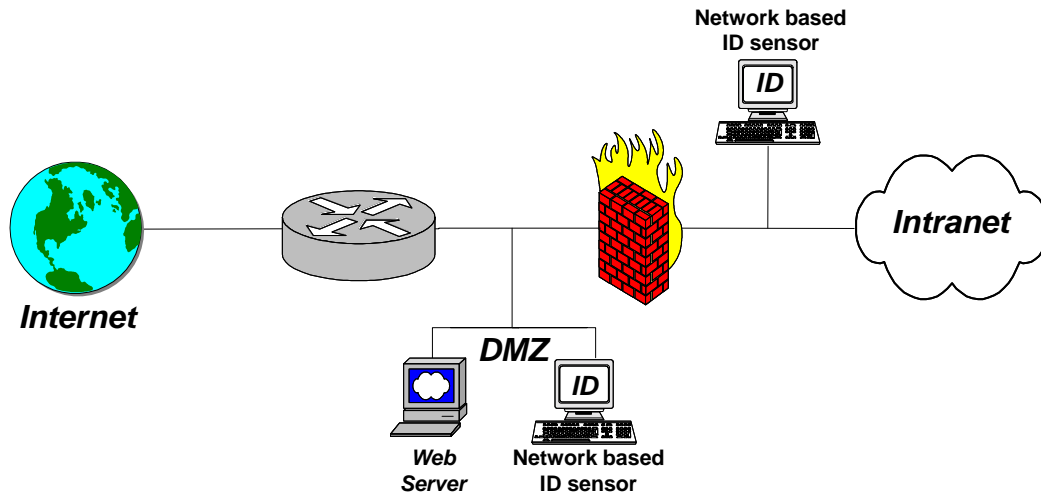 Network based
ID sensor
ID
Internet
Intranet
DMZ
ID
Web
Server
Network based
ID sensor